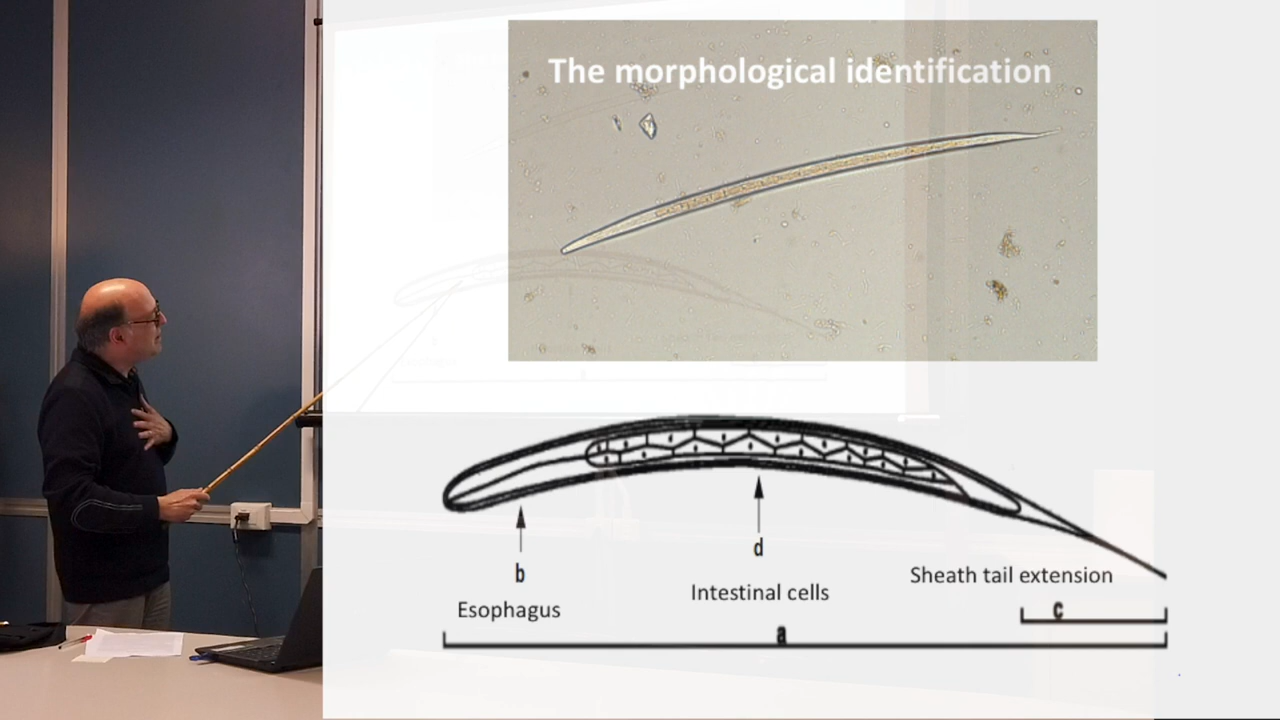 The morphological identification
b
Esophagus
d
Intestinal cells
Sheath tail extension
c
a